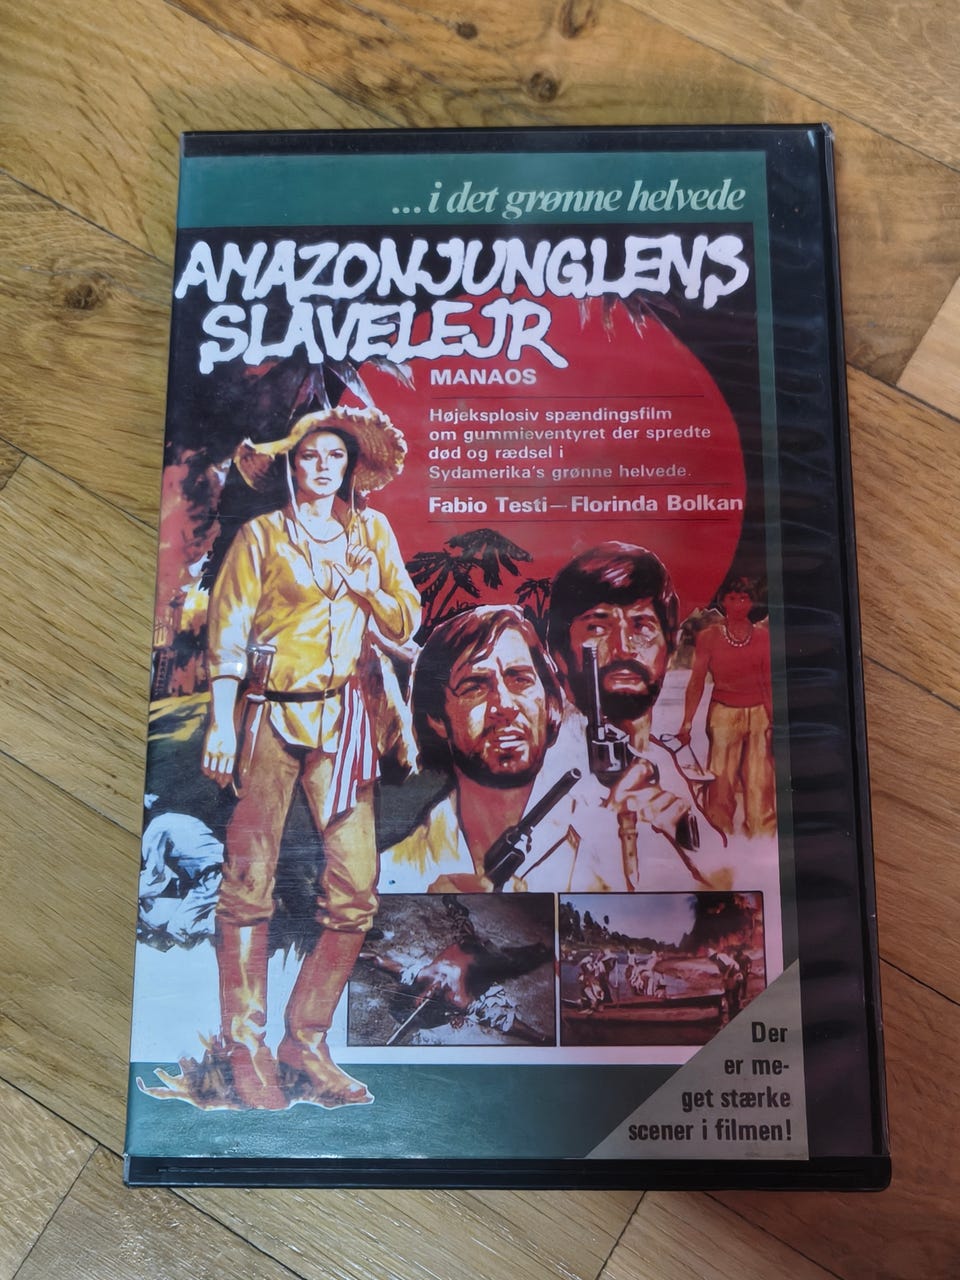 ...i det grønne helvede
AMAZONJUNGLENS
SLAVELEJR
MANAOS
Højeksplosiv spændingsfilm
om gummieventyret der spredte
død og rædsel i
Sydamerika's grønne helvede.
Fabio Testi—Florinda Bolkan
Der
er me-
get stærke
scener i filmen!